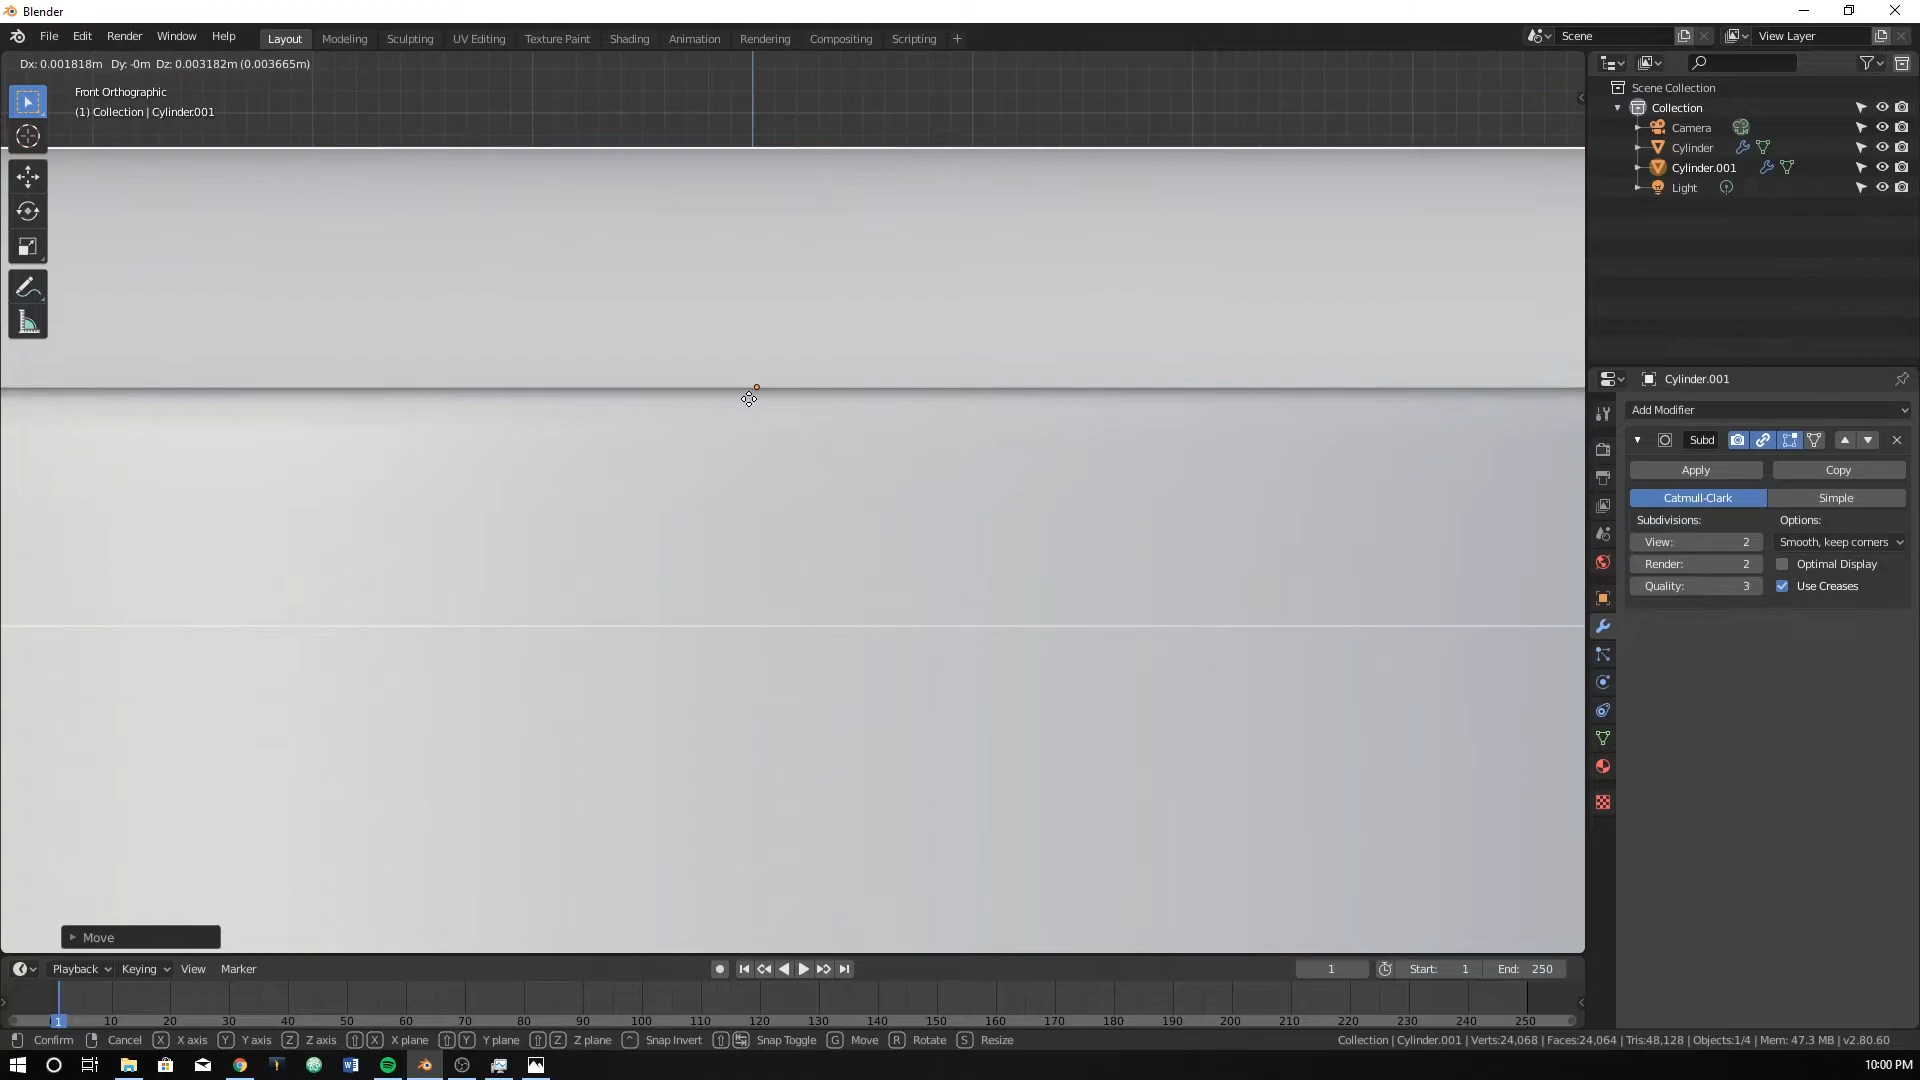 Blender
File Edit Render Window Help
Layout Modeling Sculpting UV Editing Texture Paint Shading Animation Rendering Compositing Scripting +
Scene
View Layer
Dx: 0.001818m Dy: -0m Dz: 0.003182m (0.003665m)
Front Orthographic
(1) Collection | Cylinder.001
Scene Collection
Collection
Camera
Cylinder
Cylinder.001
Light
Cylinder.001
Add Modifier
Subd
Apply Copy
Catmull-Clark Simple
Subdivisions: Options:
View: 2 Smooth, keep corners
Render: 2 Optimal Display
Quality: 3 Use Creases
Move
Playback Keying View Marker
1 Start: 1 End: 250
1 10 20 30 40 50 60 70 80 90 100 110 120 130 140 150 160 170 180 190 200 210 220 230 240 250
Confirm Cancel X X axis Y Y axis Z Z axis X X plane Y Y plane Z Z plane ^ Snap Invert Snap Toggle G Move R Rotate S Resize
Collection | Cylinder.001 | Verts:24,068 | Faces:24,064 | Tris:48,128 | Objects:1/4 | Mem: 47.3 MB | v2.80.60
10:00 PM